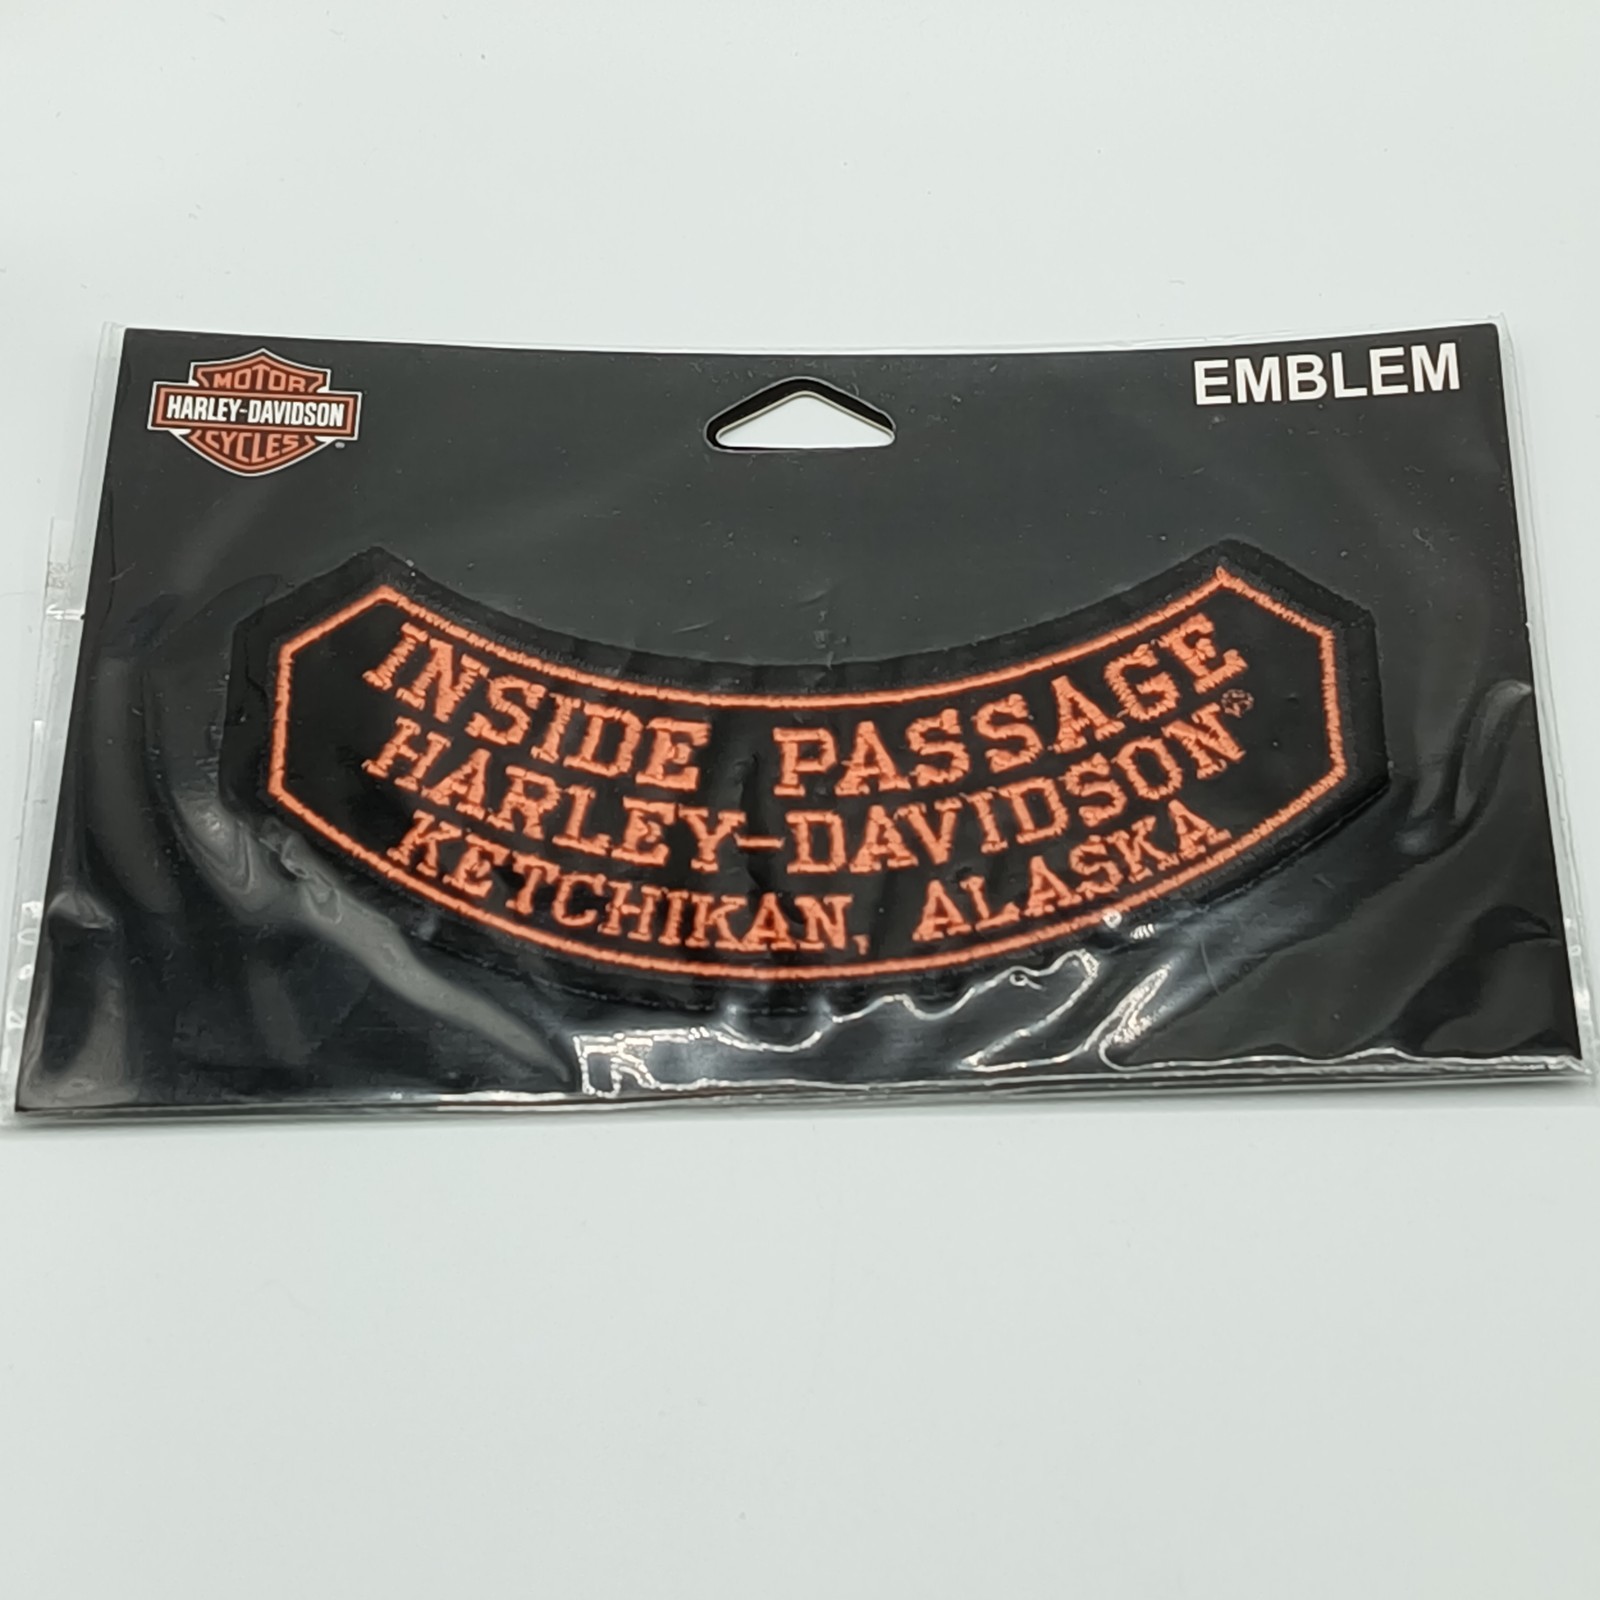 MOTOR
HARLEY-DAVIDSON
CYCLES
EMBLEM
INSIDE PASSAGE
HARLEY-DAVIDSON®
KETCHIKAN, ALASKA